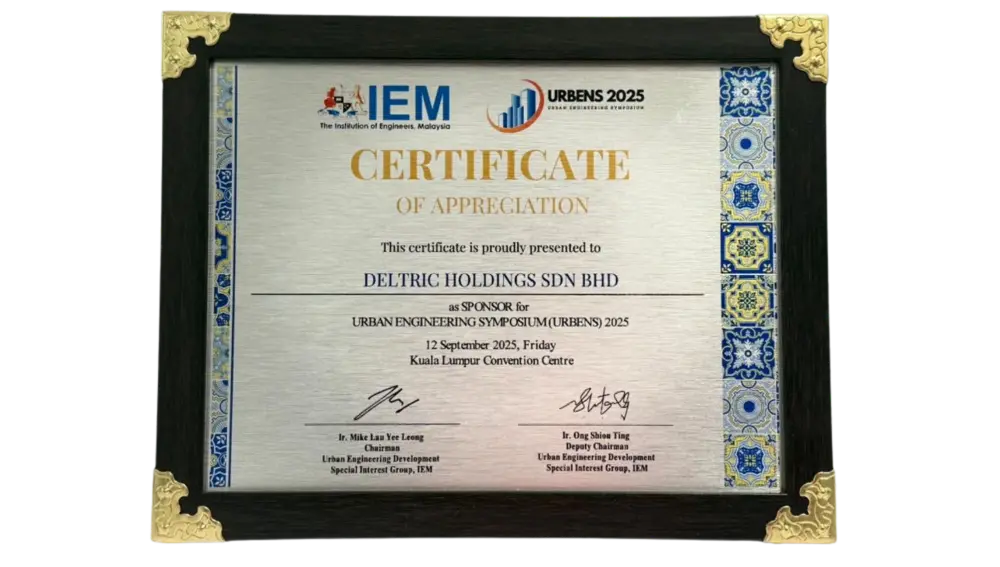 IEM
The Institution of Engineers, Malaysia
URBENS 2025
URBAN ENGINEERING SYMPOSIUM
CERTIFICATE
OF APPRECIATION
This certificate is proudly presented to
DELTRIC HOLDINGS SDN BHD
as SPONSOR for
URBAN ENGINEERING SYMPOSIUM (URBENS) 2025
12 September 2025, Friday
Kuala Lumpur Convention Centre
Ir. Mike Lau Yee Leong
Chairman
Urban Engineering Development
Special Interest Group, IEM
Ir. Ong Shiou Ting
Deputy Chairman
Urban Engineering Development
Special Interest Group, IEM